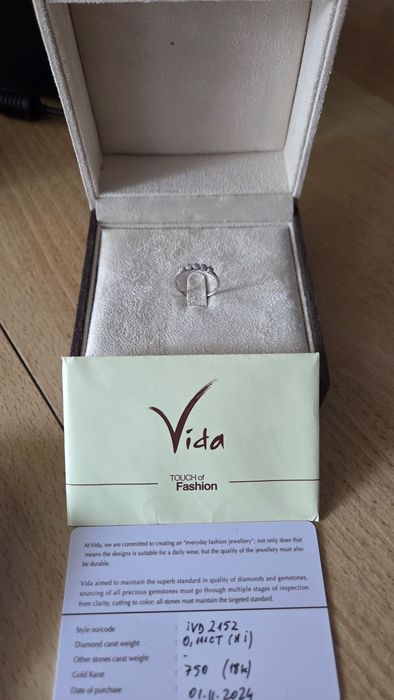 Vida
TOUCH of
Fashion
At Vida, we are committed to creating an "everyday fashion jewellery"; not only does that
means the designs is suitable for a daily wear, but the quality of the jewellery must also
be durable.
Vida aimed to maintain the superb standard in quality of diamonds and gemstones,
sourcing of all precious gemstones must go through multiple stages of inspection
from clarity, cutting to color; all stones must maintain the targeted standard.
Style no/code : iVD 2152
Diamond carat weight :
Other stones carat weight : -
Gold Karat : 750 (18k)
Date of purchase : 01.11.2024